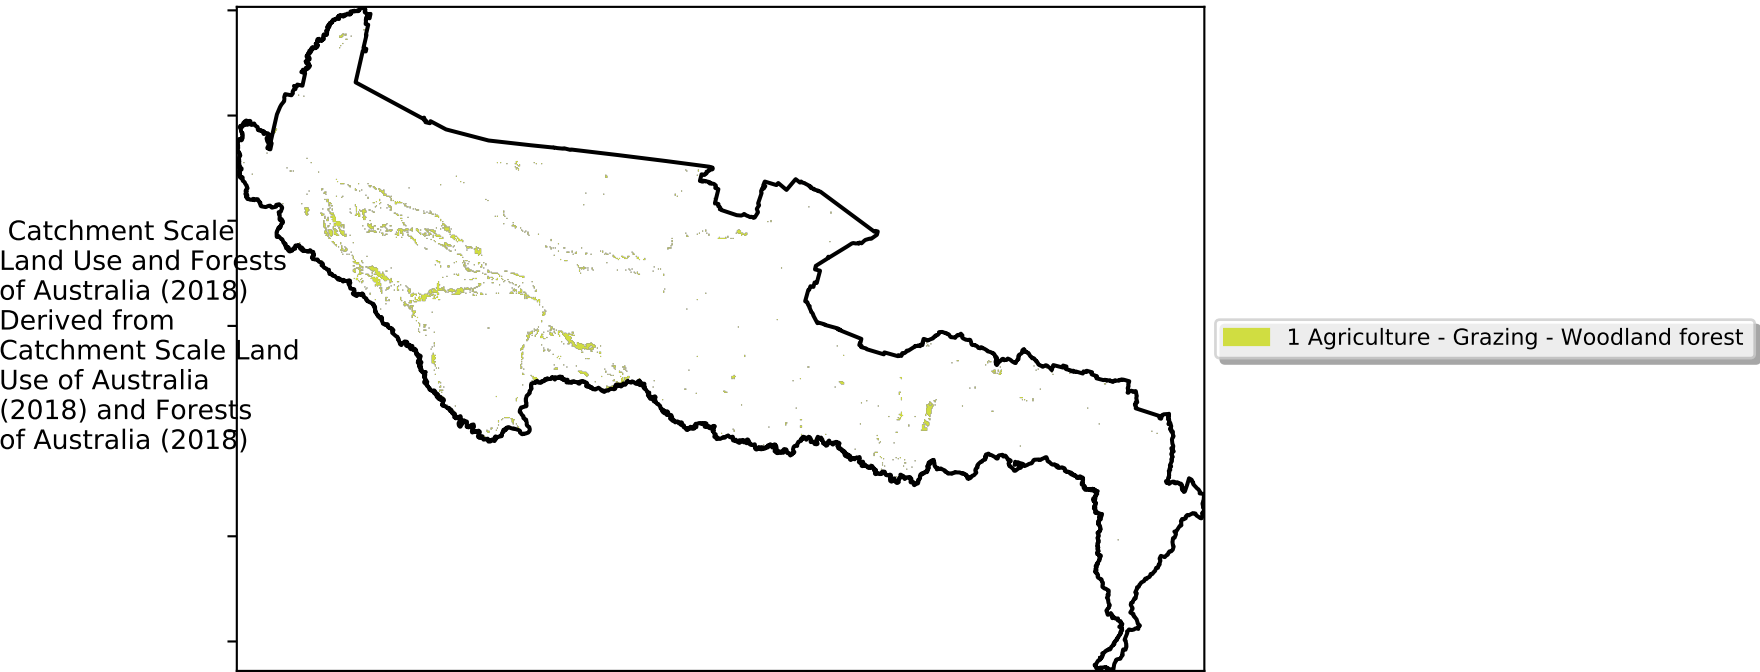 Catchment Scale
Land Use and Forests
of Australia (2018)
Derived from
Catchment Scale Land
Use of Australia
(2018) and Forests
of Australia (2018)
1 Agriculture - Grazing - Woodland forest